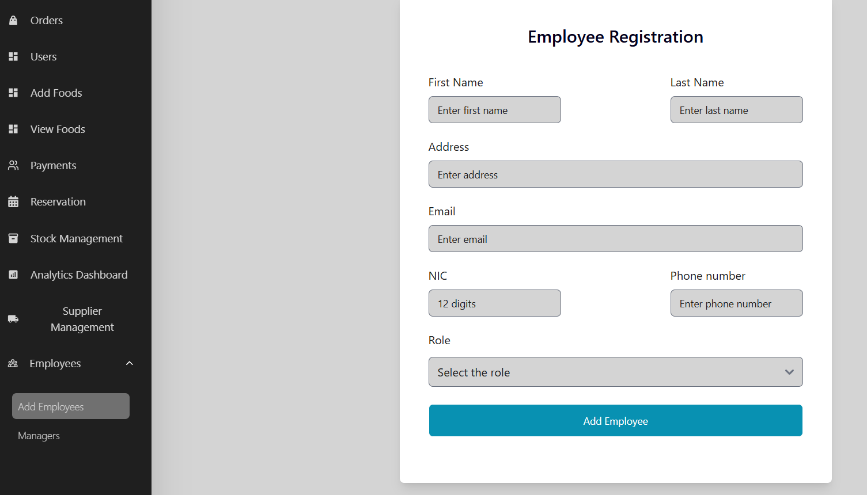 Orders
Users
Add Foods
View Foods
Payments
Reservation
Stock Management
Analytics Dashboard
Supplier
Management
Employees
Add Employees
Managers
Employee Registration
First Name
Last Name
Enter first name
Enter last name
Address
Enter address
Email
Enter email
NIC
Phone number
12 digits
Enter phone number
Role
Select the role
Add Employee